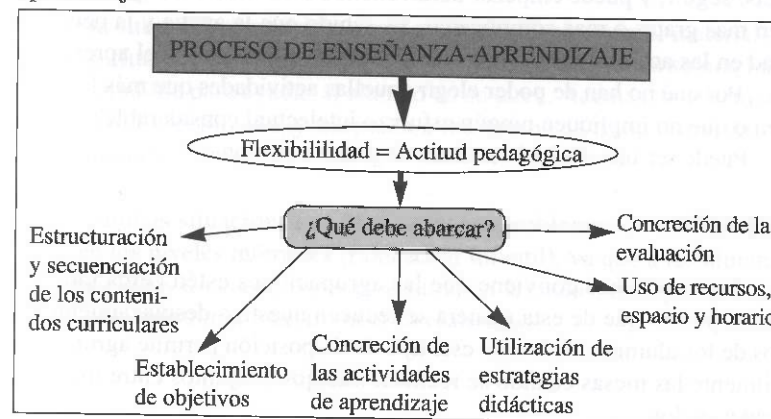 PROCESO DE ENSEÑANZA-APRENDIZAJE
Flexibililidad = Actitud pedagógica
¿Qué debe abarcar?
Estructuración
y secuenciación
de los conteni-
dos curriculares
Establecimiento
de objetivos
Concreción de
las actividades
de aprendizaje
Utilización de
estrategias
didácticas
Uso de recursos,
espacio y horario
Concreción de la
evaluación